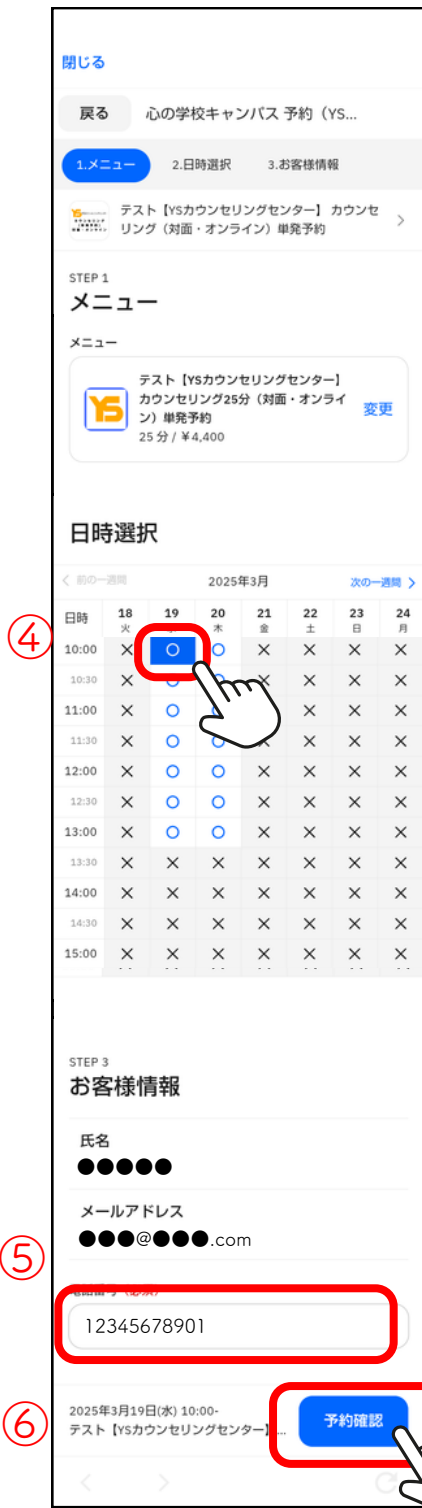 閉じる
戻る 心の学校キャンパス 予約（YS...
1.メニュー 2.日時選択 3.お客様情報
テスト【YSカウンセリングセンター】 カウンセ
リング（対面・オンライン）単発予約
STEP 1
メニュー
メニュー
YS
テスト【YSカウンセリングセンター】
カウンセリング25分（対面・オンライ
ン）単発予約
25 分 / ¥4,400
変更
日時選択
前の一週間 2025年3月 次の一週間
④
日時 18 19 20 21 22 23 24
火 木 金 土 日 月
10:00
10:30
11:00
11:30
12:00
12:30
13:00
13:30
14:00
14:30
15:00
STEP 3
お客様情報
氏名
●●●●●
メールアドレス
●●●@●●●.com
⑤
12345678901
⑥
2025年3月19日(水) 10:00-
テスト【YSカウンセリングセンター】...
予約確認